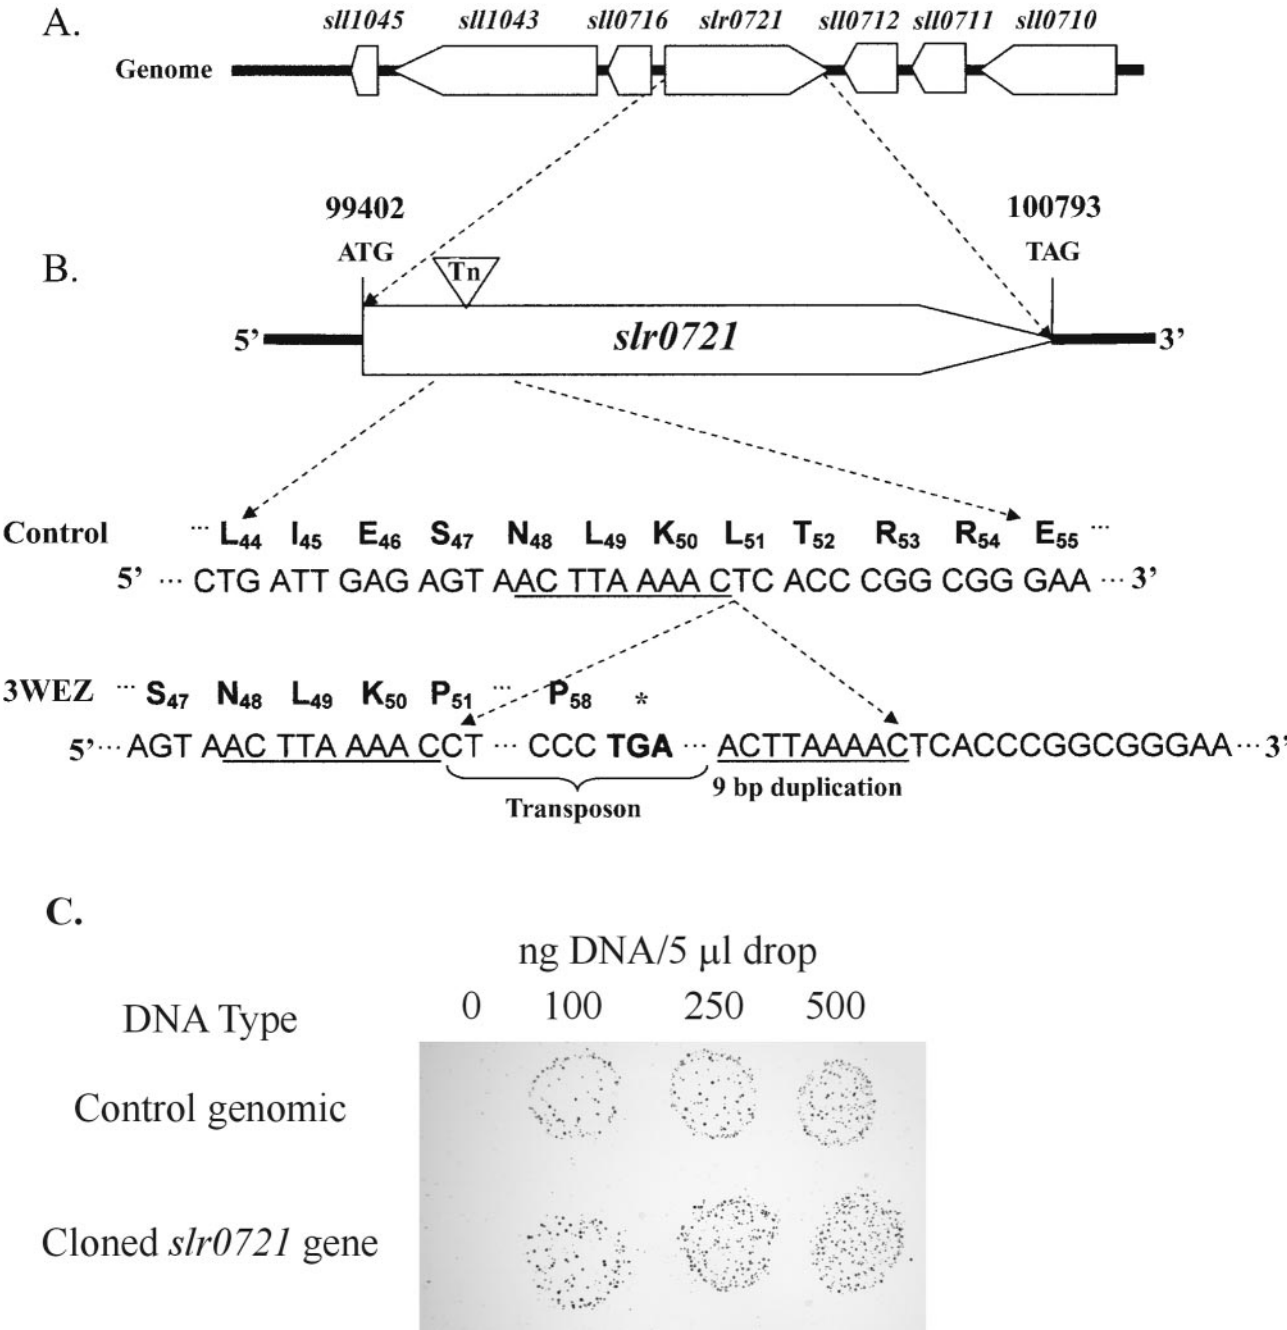 A.
sll1045 sll1043 sll0716 slr0721 sll0712 sll0711 sll0710
Genome
99402 100793
ATG TAG
B.
Tn
5’ slr0721 3’
Control ... L44 I45 E46 S47 N48 L49 K50 L51 T52 R53 R54 E55 ...
5’ ... CTG ATT GAG AGT AAC TTA AAA CTC ACC CGG CGG GAA ... 3’
3WEZ ... S47 N48 L49 K50 P51 ... P58 *
5’... AGT AAC TTA AAA CCT ... CCC TGA ... ACTTAAAACTCACCCGGCGGGAA ... 3’
Transposon 9 bp duplication
C.
ng DNA/5 µl drop
DNA Type 0 100 250 500
Control genomic
Cloned slr0721 gene